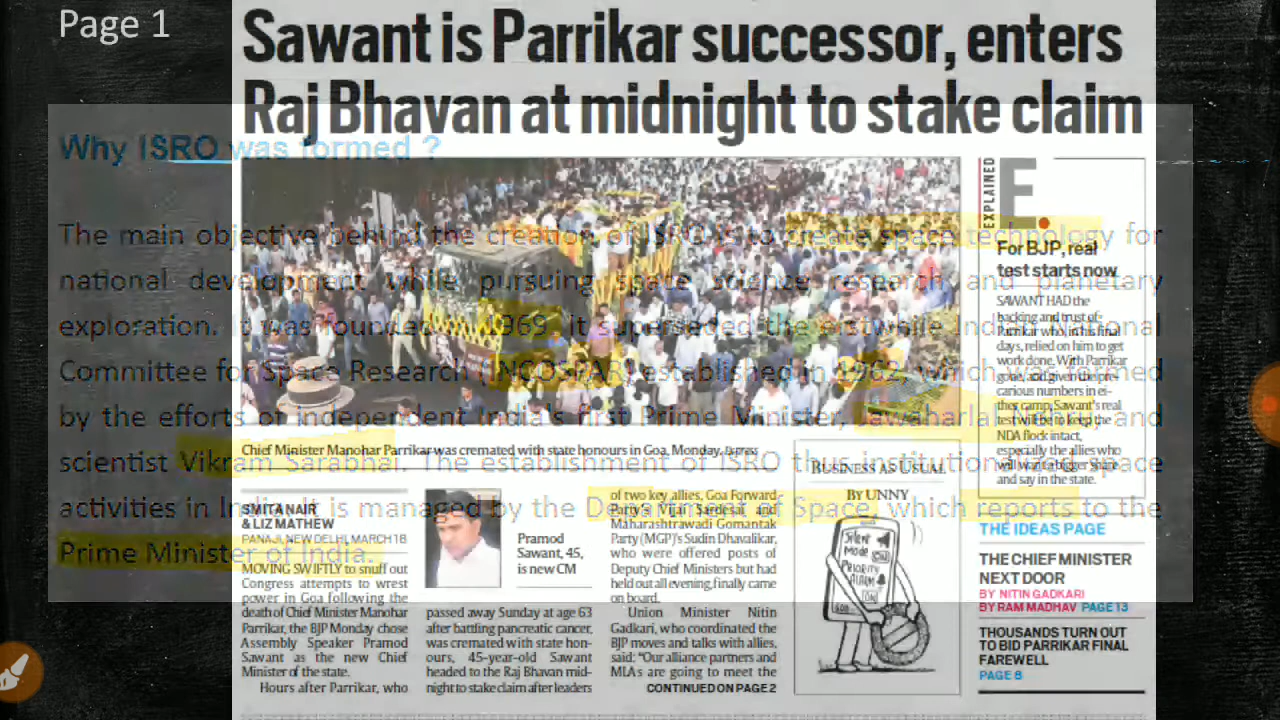 Page 1
Sawant is Parrikar successor, enters
Raj Bhavan at midnight to stake claim
Why ISRO was formed ?
The main objective behind the creation of ISRO is to create space technology for
national development while pursuing space science research and planetary
exploration. It was founded in 1969, it superseded the erstwhile Indian National
Committee for Space Research (INCOSPAR) established in 1962, which was formed
by the efforts of independent India's first Prime Minister, Jawaharlal Nehru, and
scientist Vikram Sarabhai. The establishment of ISRO thus institutionalized space
activities in India. It is managed by the Department of Space, which reports to the
Prime Minister of India.
EXPLAINED
E.
For BJP, real
test starts now
SAWANT HAD the
backing and trust of
Parrikar who, in his final
days, relied on him to get
work done. With Parrikar
gone, and given the pre-
carious numbers in ei-
ther camp, Sawant's real
test will be to keep the
NDA flock intact,
especially the allies who
will want a bigger share
and say in the state.
Chief Minister Manohar Parrikar was cremated with state honours in Goa, Monday. Express
SMITA NAIR
& LIZ MATHEW
PANAJI, NEW DELHI, MARCH 18
MOVING SWIFTLY to snuff out
Congress attempts to wrest
power in Goa following the
death of Chief Minister Manohar
Parrikar, the BJP Monday chose
Assembly Speaker Pramod
Sawant as the new Chief
Minister of the state.
Hours after Parrikar, who
Pramod
Sawant, 45,
is new CM
passed away Sunday at age 63
after battling pancreatic cancer,
was cremated with state hon-
ours, 45-year-old Sawant
headed to the Raj Bhavan mid-
night to stake claim after leaders
of two key allies, Goa Forward
Party's Vijai Sardesai and
Maharashtrawadi Gomantak
Party (MGP)'s Sudin Dhavalikar,
who were offered posts of
Deputy Chief Ministers but had
held out all evening, finally came
on board.
Union Minister Nitin
Gadkari, who coordinated the
BJP moves and talks with allies,
said: "Our alliance partners and
MLAs are going to meet the
CONTINUED ON PAGE 2
BUSINESS AS USUAL
BY UNNY
Silent
Mode
Priority
Alarm
THE IDEAS PAGE
THE CHIEF MINISTER
NEXT DOOR
BY NITIN GADKARI
BY RAM MADHAV PAGE 13
THOUSANDS TURN OUT
TO BID PARRIKAR FINAL
FAREWELL
PAGE 8